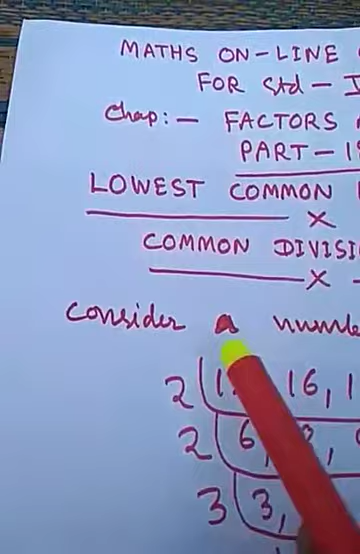 MATHS ON-LINE
FOR Std - I
Chap:- FACTORS
PART-19
LOWEST COMMON
X
COMMON DIVISI
X -
Consider a numbe
2 16, 1
2 6,
3 3,